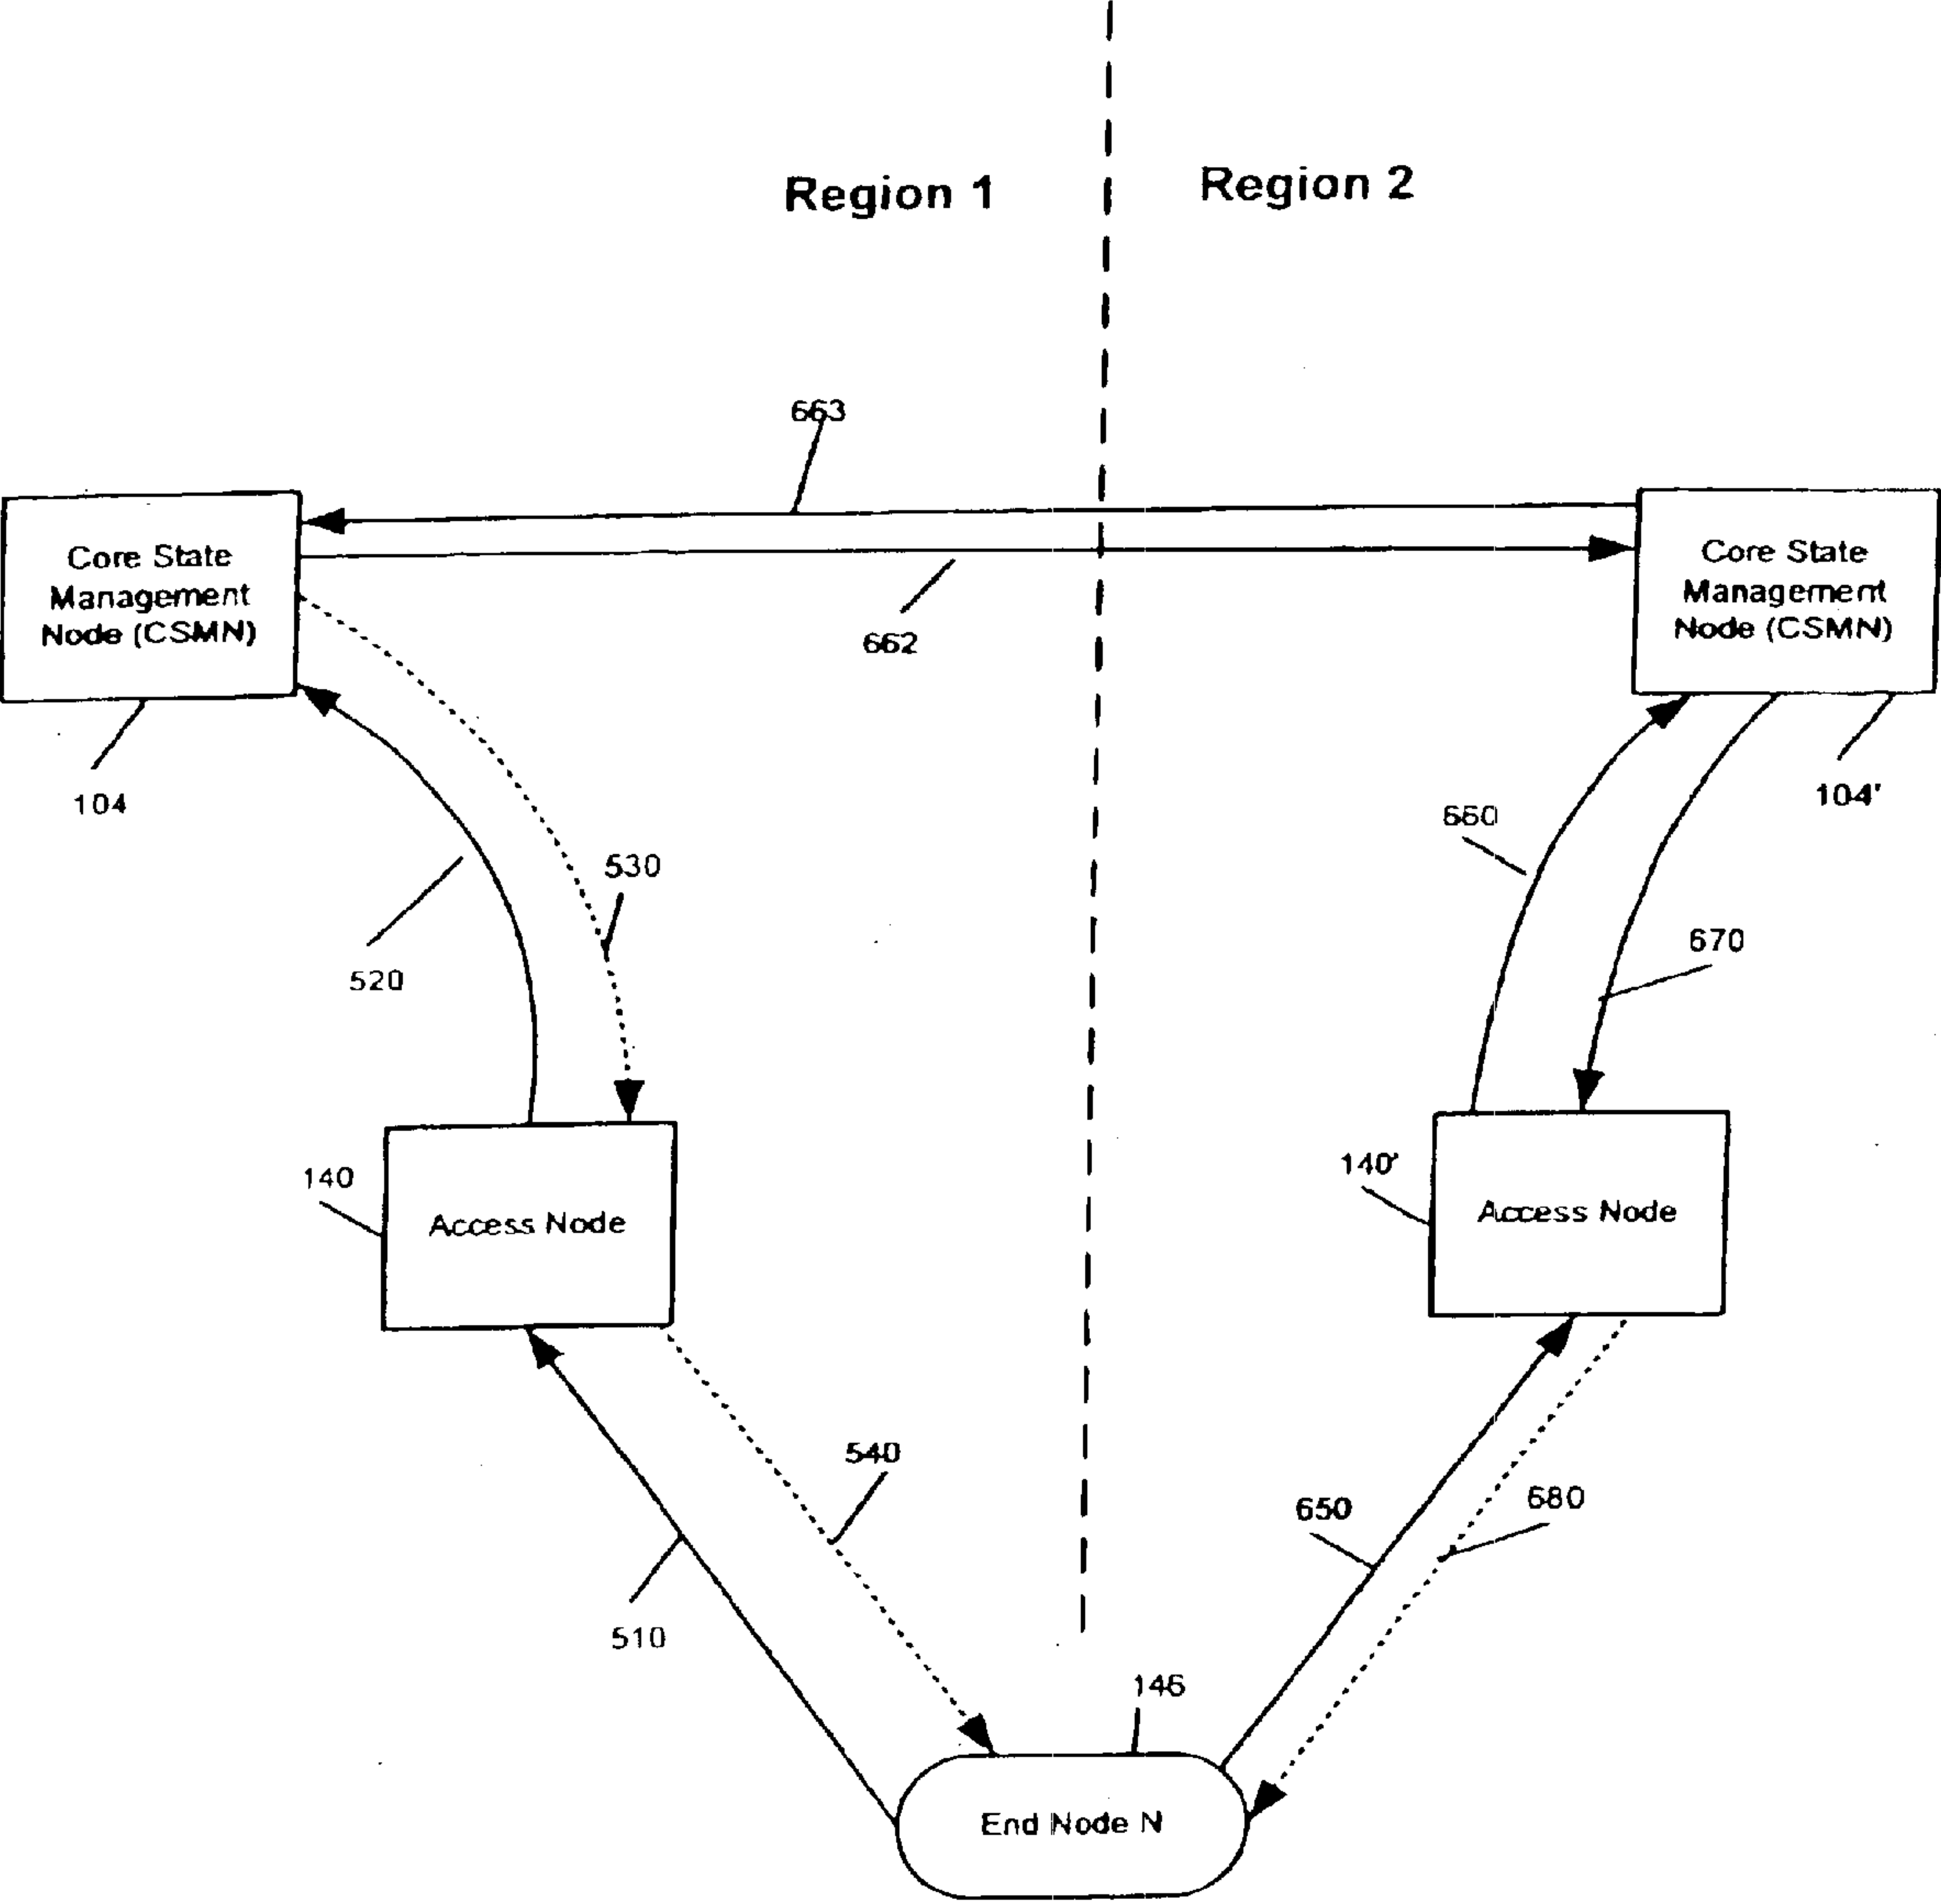 Region 1
Region 2
663
Core State
Management
Node (CSMN)
Core State
Management
Node (CSMN)
662
104
104'
660
530
670
520
140
140'
Access Node
Access Node
540
650
680
510
146
End Node N